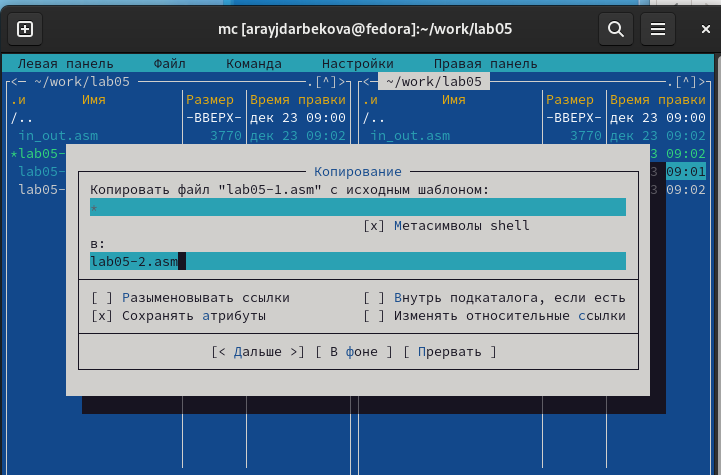 mc [arayjdarbekova@fedora]:~/work/lab05
Левая панель Файл Команда Настройки Правая панель
<─ ~/work/lab05 .[^]> <─ ~/work/lab05 .[^]>
.и Имя Размер Время правки .и Имя Размер Время правки
/.. -ВВЕРХ- дек 23 09:00 /.. -ВВЕРХ- дек 23 09:00
in_out.asm 3770 дек 23 09:02 in_out.asm 3770 дек 23 09:02
*lab05- 3 09:02
lab05- 3 09:01
lab05- 3 09:02
Копирование
Копировать файл "lab05-1.asm" с исходным шаблоном:
*
[x] Метасимволы shell
в:
lab05-2.asm
[ ] Разыменовывать ссылки [ ] Внутрь подкаталога, если есть
[x] Сохранять атрибуты [ ] Изменять относительные ссылки
[< Дальше >] [ В фоне ] [ Прервать ]